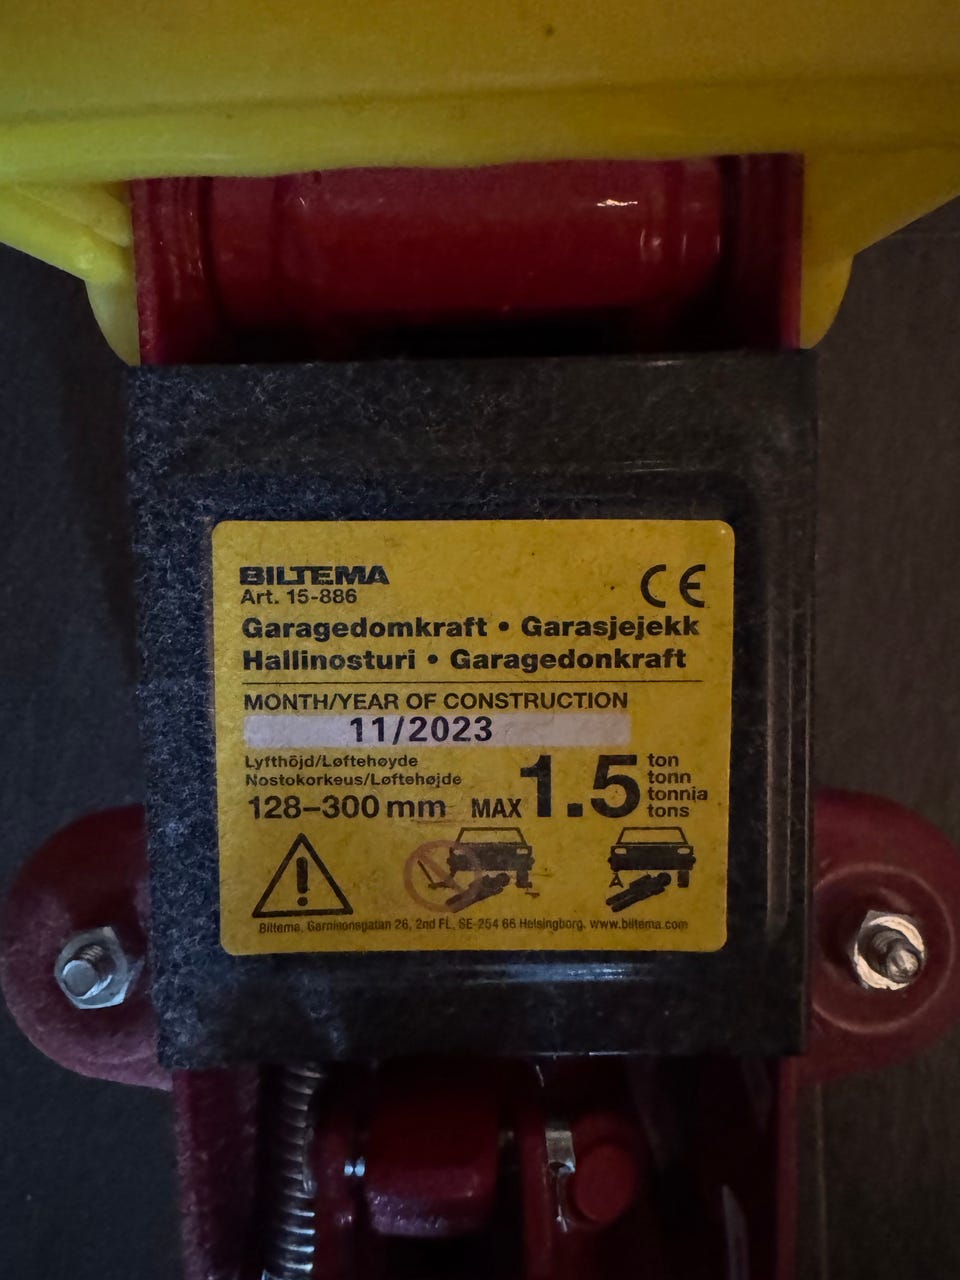 BILTEMA
Art. 15-886
CE
Garagedomkraft • Garasjejekk
Hallinosturi • Garagedonkraft
MONTH/YEAR OF CONSTRUCTION
11/2023
Lyfthöjd/Løftehøyde
Nostokorkeus/Løftehøjde
128–300 mm
MAX 1.5
ton
tonn
tonnia
tons
Biltema, Garnisonsgatan 26, 2nd FL, SE-254 66 Helsingborg. www.biltema.com